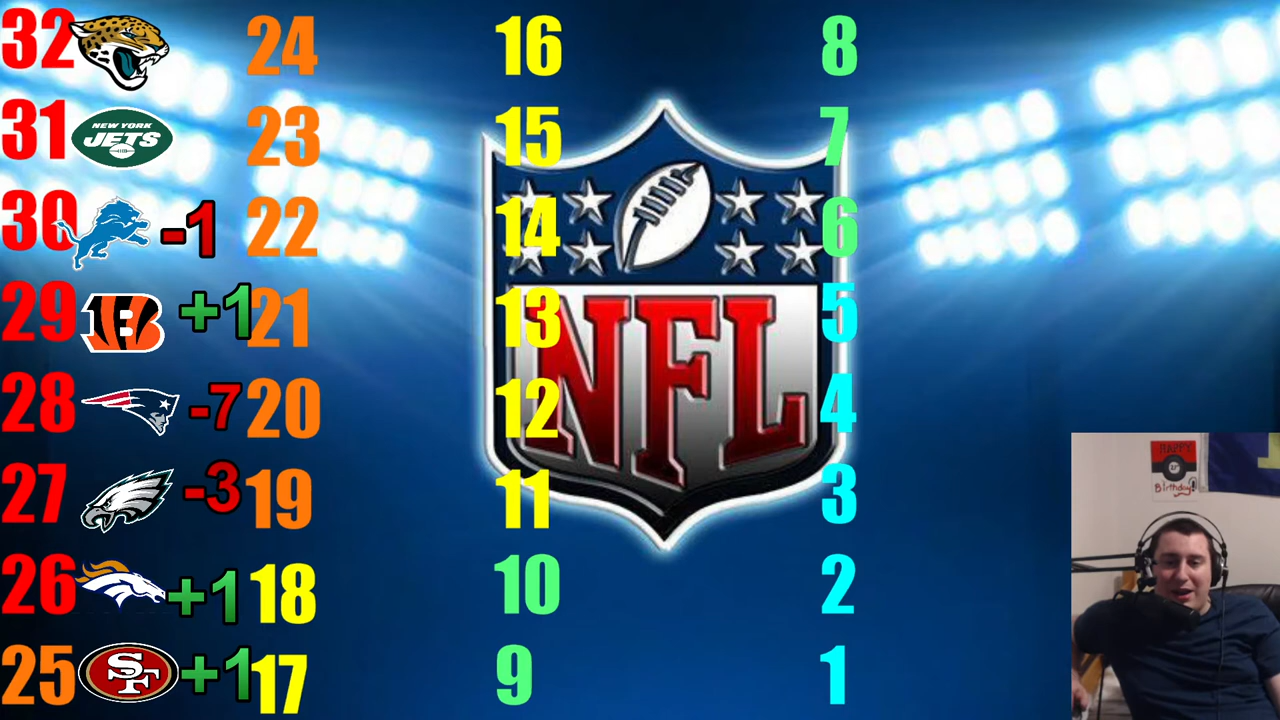 32 24 16 8
31 NEW YORK JETS 23 15 7
30 -1 22 14 6
29 B +1 21 13 5
28 -7 20 12 4
27 -3 19 11 3
26 +1 18 10 2
25 SF +1 17 9 1
NFL
HAPPY
Birthday!